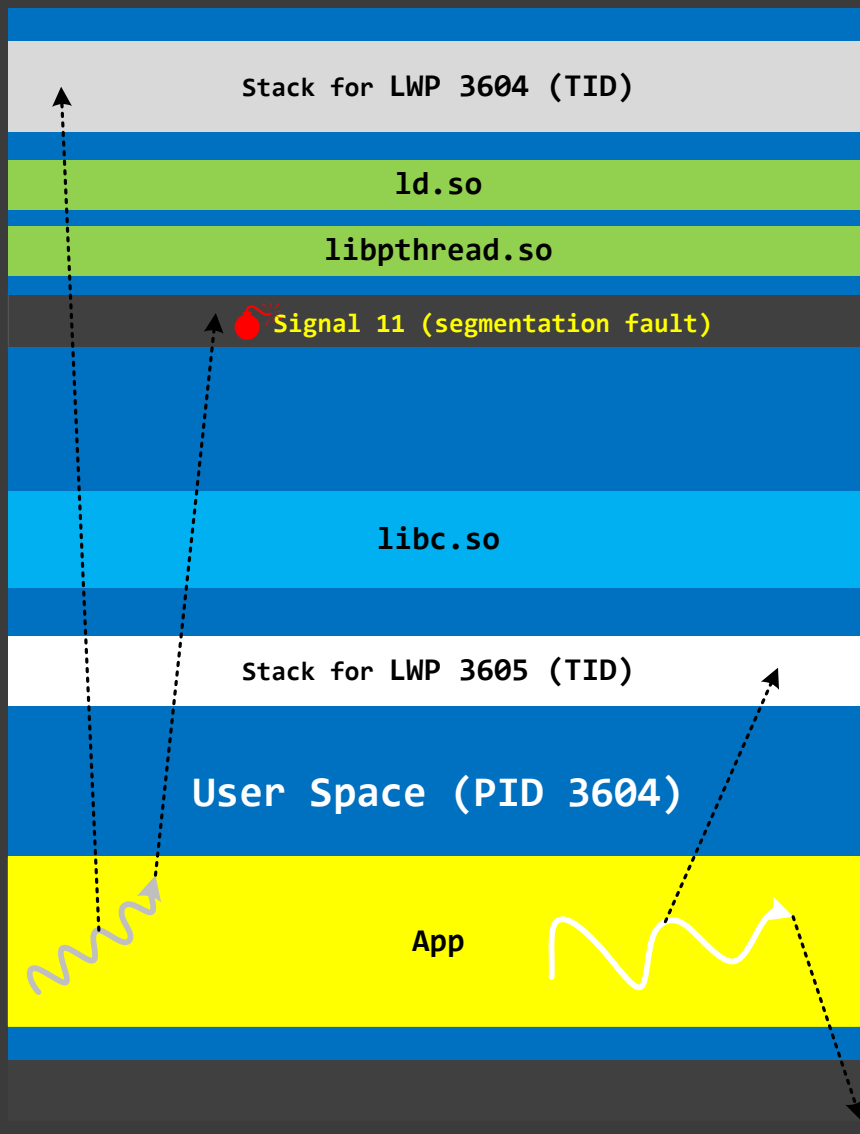 Stack for LWP 3604 (TID)
ld.so
libpthread.so
Signal 11 (segmentation fault)
libc.so
Stack for LWP 3605 (TID)
User Space (PID 3604)
App